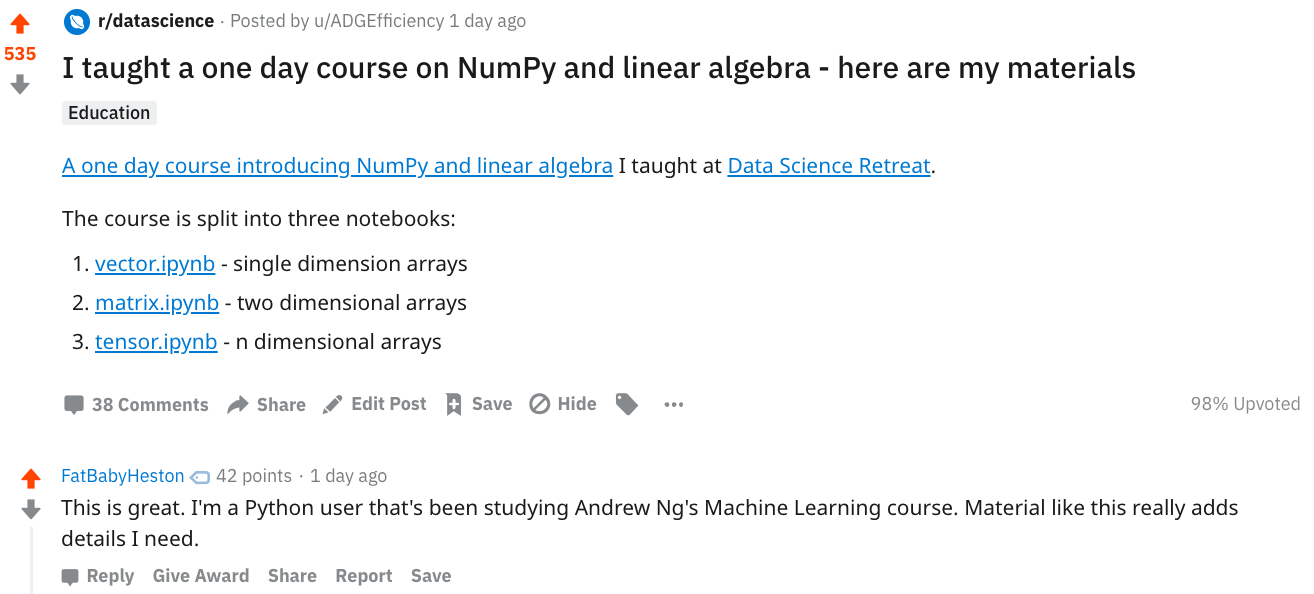 r/datascience · Posted by u/ADGEfficiency 1 day ago
535
I taught a one day course on NumPy and linear algebra - here are my materials
Education
A one day course introducing NumPy and linear algebra I taught at Data Science Retreat.
The course is split into three notebooks:
1. vector.ipynb - single dimension arrays
2. matrix.ipynb - two dimensional arrays
3. tensor.ipynb - n dimensional arrays
38 Comments Share Edit Post Save Hide ... 98% Upvoted
FatBabyHeston 42 points · 1 day ago
This is great. I'm a Python user that's been studying Andrew Ng's Machine Learning course. Material like this really adds
details I need.
Reply Give Award Share Report Save